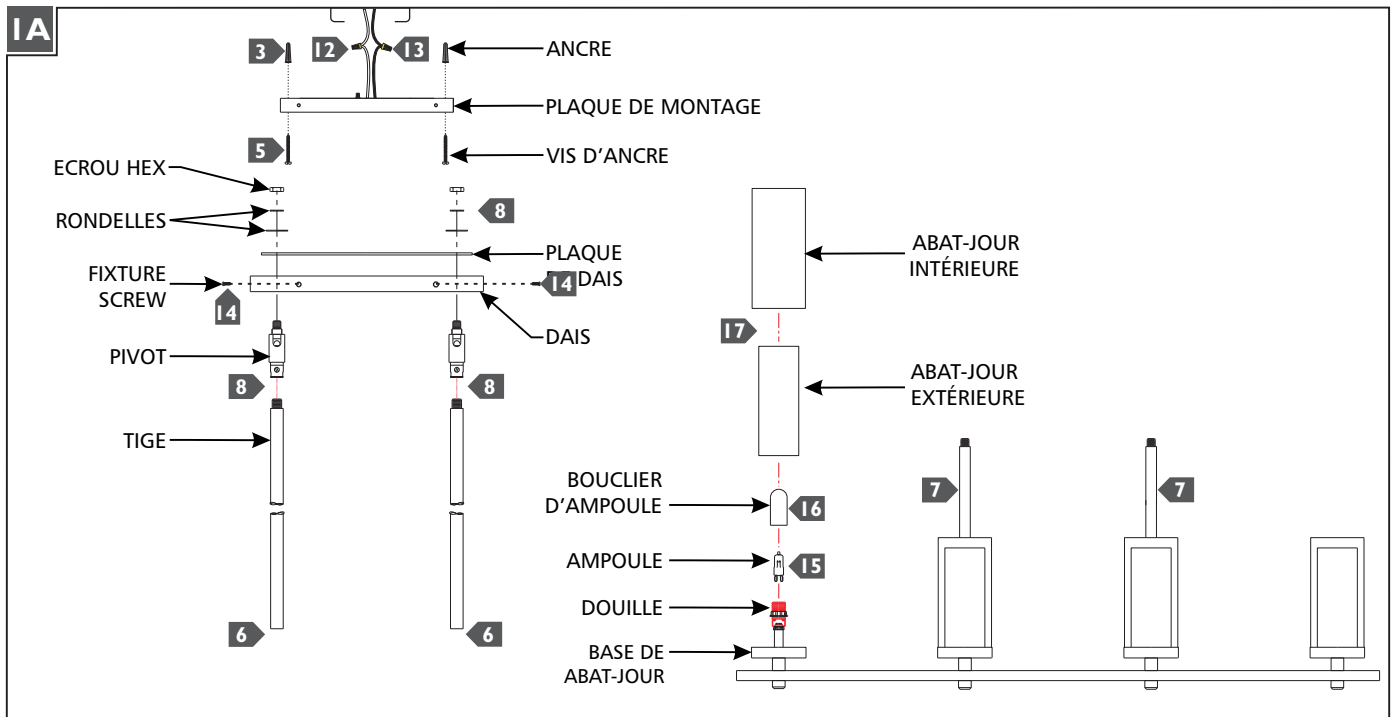 1A
3
12
13
ANCRE
PLAQUE DE MONTAGE
5
VIS D'ANCRE
ECROU HEX
RONDELLES
8
PLAQUE
DAIS
FIXTURE
SCREW
14
14
DAIS
PIVOT
8
8
TIGE
6
6
ABAT-JOUR
INTÉRIEURE
17
ABAT-JOUR
EXTÉRIEURE
BOUCLIER
D'AMPOULE
16
7
7
AMPOULE
15
DOUILLE
BASE DE
ABAT-JOUR